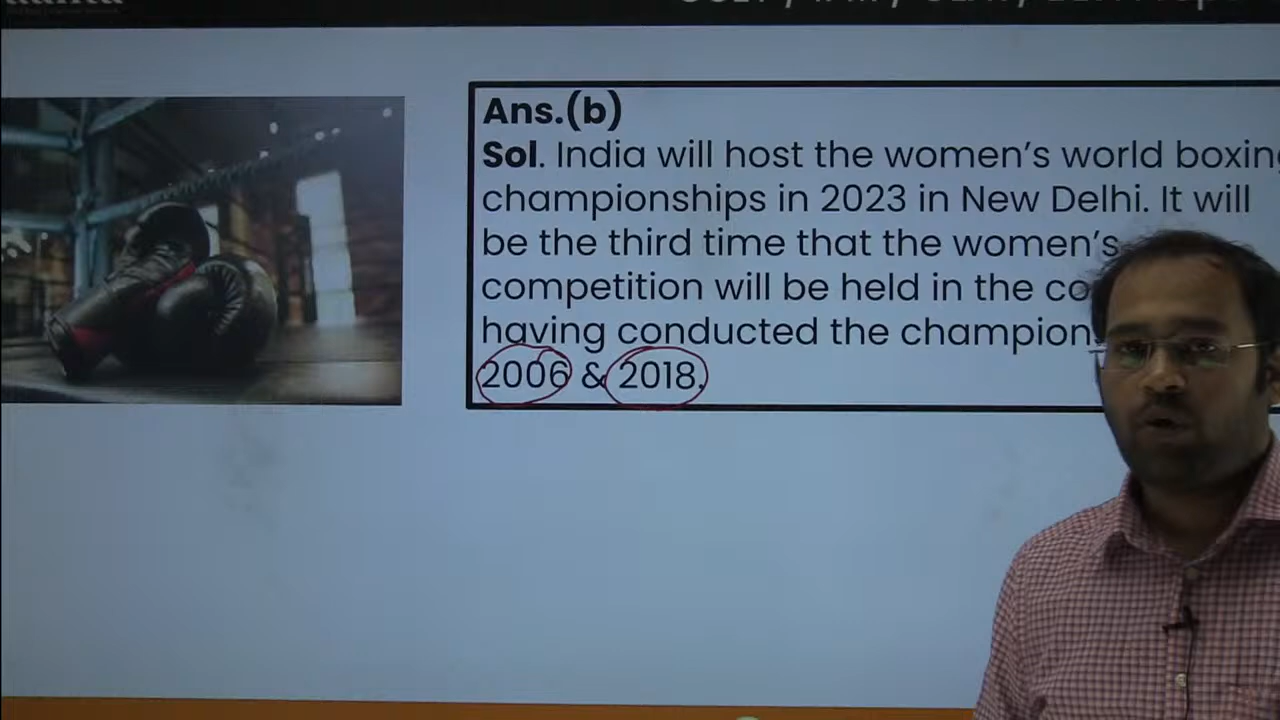 Ans.(b)
Sol. India will host the women's world boxing
championships in 2023 in New Delhi. It will
be the third time that the women's
competition will be held in the co
having conducted the champion
2006 & 2018.